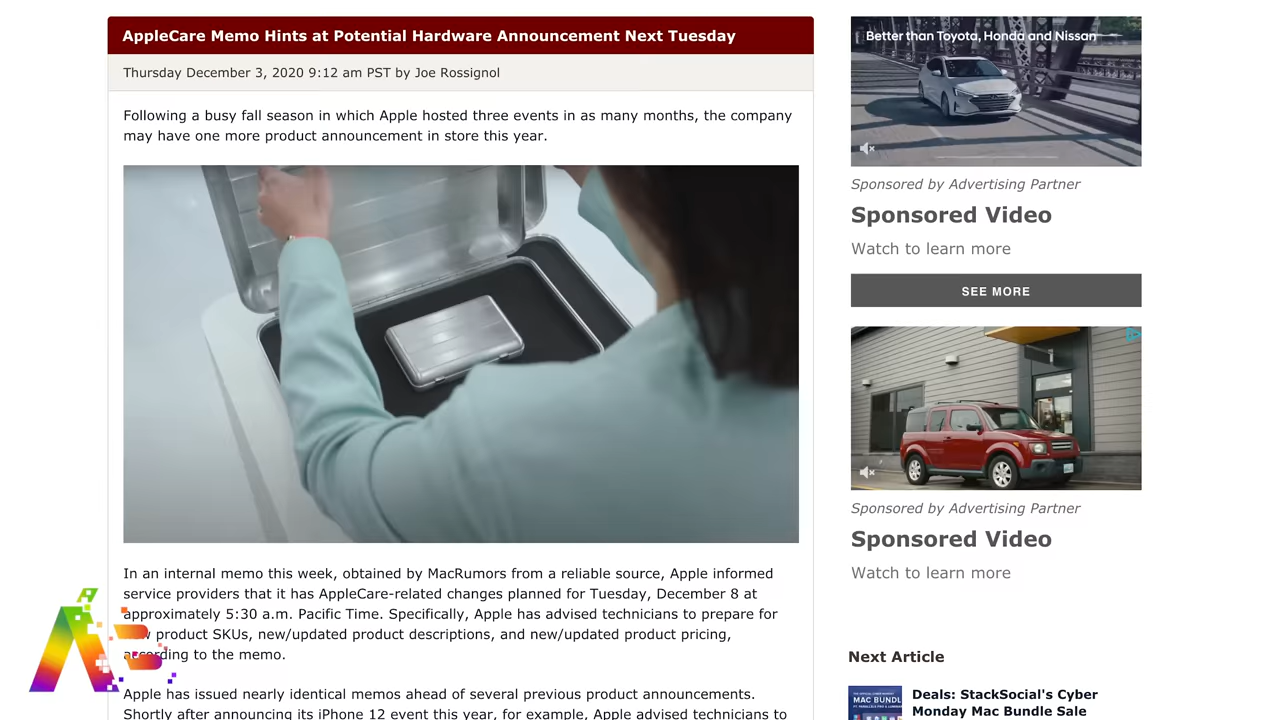 AppleCare Memo Hints at Potential Hardware Announcement Next Tuesday
Thursday December 3, 2020 9:12 am PST by Joe Rossignol
Following a busy fall season in which Apple hosted three events in as many months, the company
may have one more product announcement in store this year.
In an internal memo this week, obtained by MacRumors from a reliable source, Apple informed
service providers that it has AppleCare-related changes planned for Tuesday, December 8 at
approximately 5:30 a.m. Pacific Time. Specifically, Apple has advised technicians to prepare for
new product SKUs, new/updated product descriptions, and new/updated product pricing,
according to the memo.
Apple has issued nearly identical memos ahead of several previous product announcements.
Shortly after announcing its iPhone 12 event this year, for example, Apple advised technicians to
Better than Toyota, Honda and Nissan
Sponsored by Advertising Partner
Sponsored Video
Watch to learn more
SEE MORE
Sponsored by Advertising Partner
Sponsored Video
Watch to learn more
Next Article
MAC BUNDL
Deals: StackSocial's Cyber
Monday Mac Bundle Sale